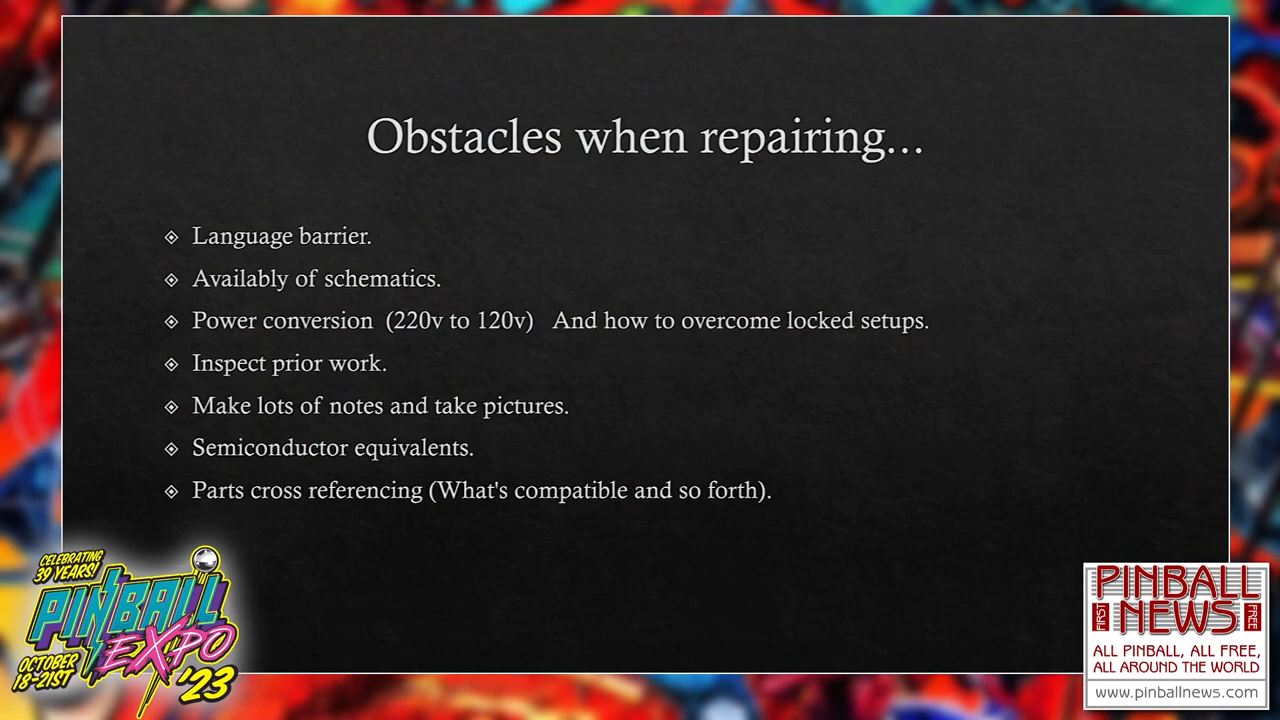 Obstacles when repairing...
Language barrier.
Availably of schematics.
Power conversion (220v to 120v) And how to overcome locked setups.
Inspect prior work.
Make lots of notes and take pictures.
Semiconductor equivalents.
Parts cross referencing (What's compatible and so forth).
CELEBRATING
39 YEARS!
PINBALL
EXPO
OCTOBER
18-21ST
'23
PINBALL
FIRST NEWS FREE
ALL PINBALL, ALL FREE,
ALL AROUND THE WORLD
www.pinballnews.com